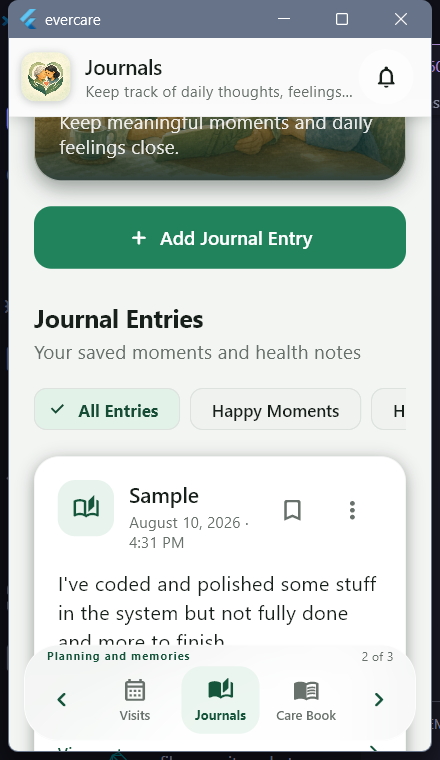 evercare
Journals
Keep track of daily thoughts, feelings...
Keep meaningful moments and daily
feelings close.
+ Add Journal Entry
Journal Entries
Your saved moments and health notes
All Entries
Happy Moments
H
Sample
August 10, 2026 ·
4:31 PM
I've coded and polished some stuff
in the system but not fully done
and more to finish
Planning and memories
2 of 3
Visits
Journals
Care Book